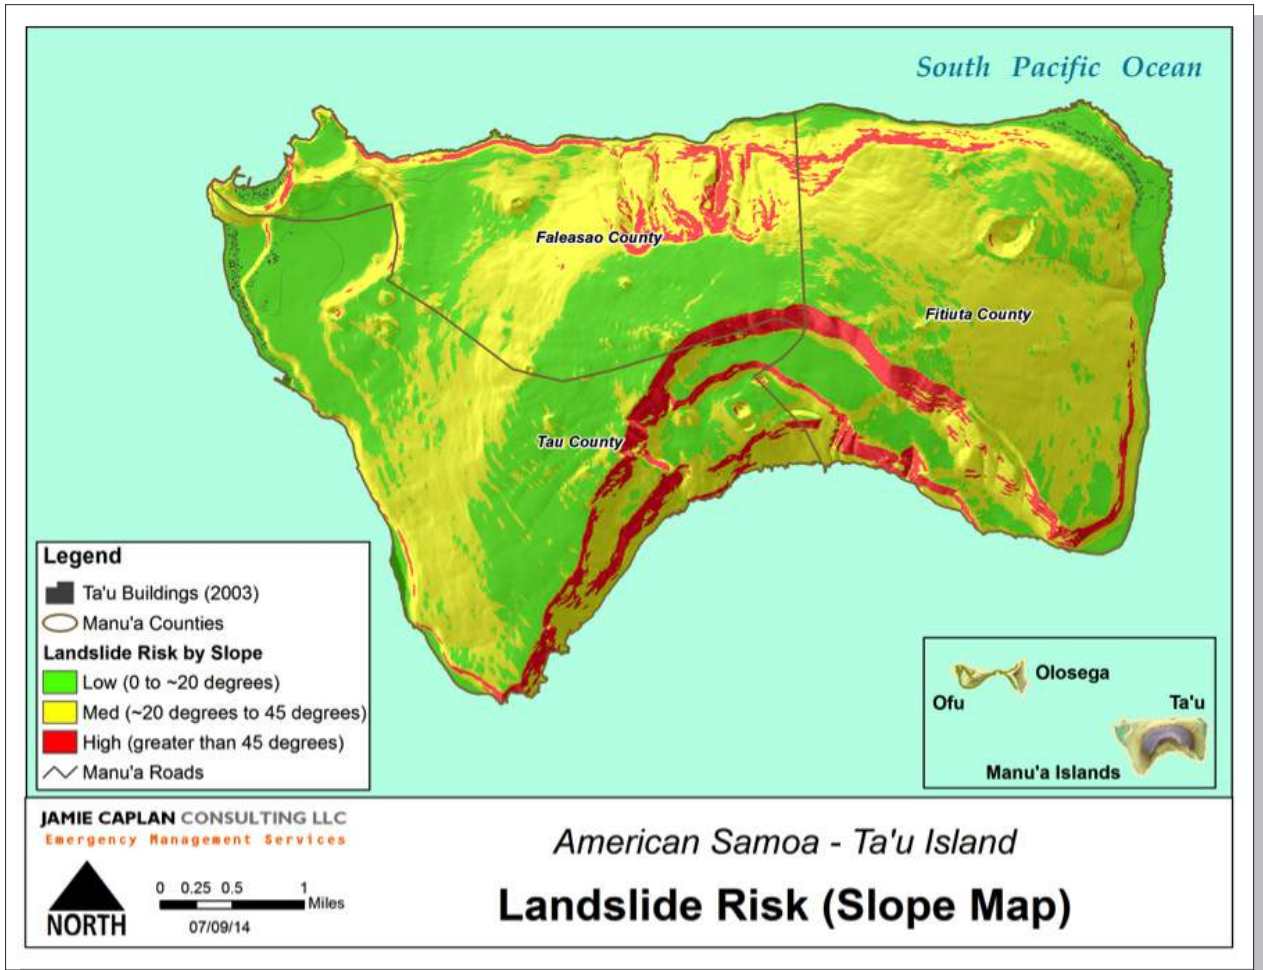 South Pacific Ocean
Faleasao County
Fitiuta County
Tau County
Legend
Ta'u Buildings (2003)
Manu'a Counties
Landslide Risk by Slope
Low (0 to ~20 degrees)
Med (~20 degrees to 45 degrees)
High (greater than 45 degrees)
Manu'a Roads
Olosega
Ofu
Ta'u
Manu'a Islands
JAMIE CAPLAN CONSULTING LLC
Emergency Management Services
NORTH
0 0.25 0.5 1
Miles
07/09/14
American Samoa - Ta'u Island
Landslide Risk (Slope Map)